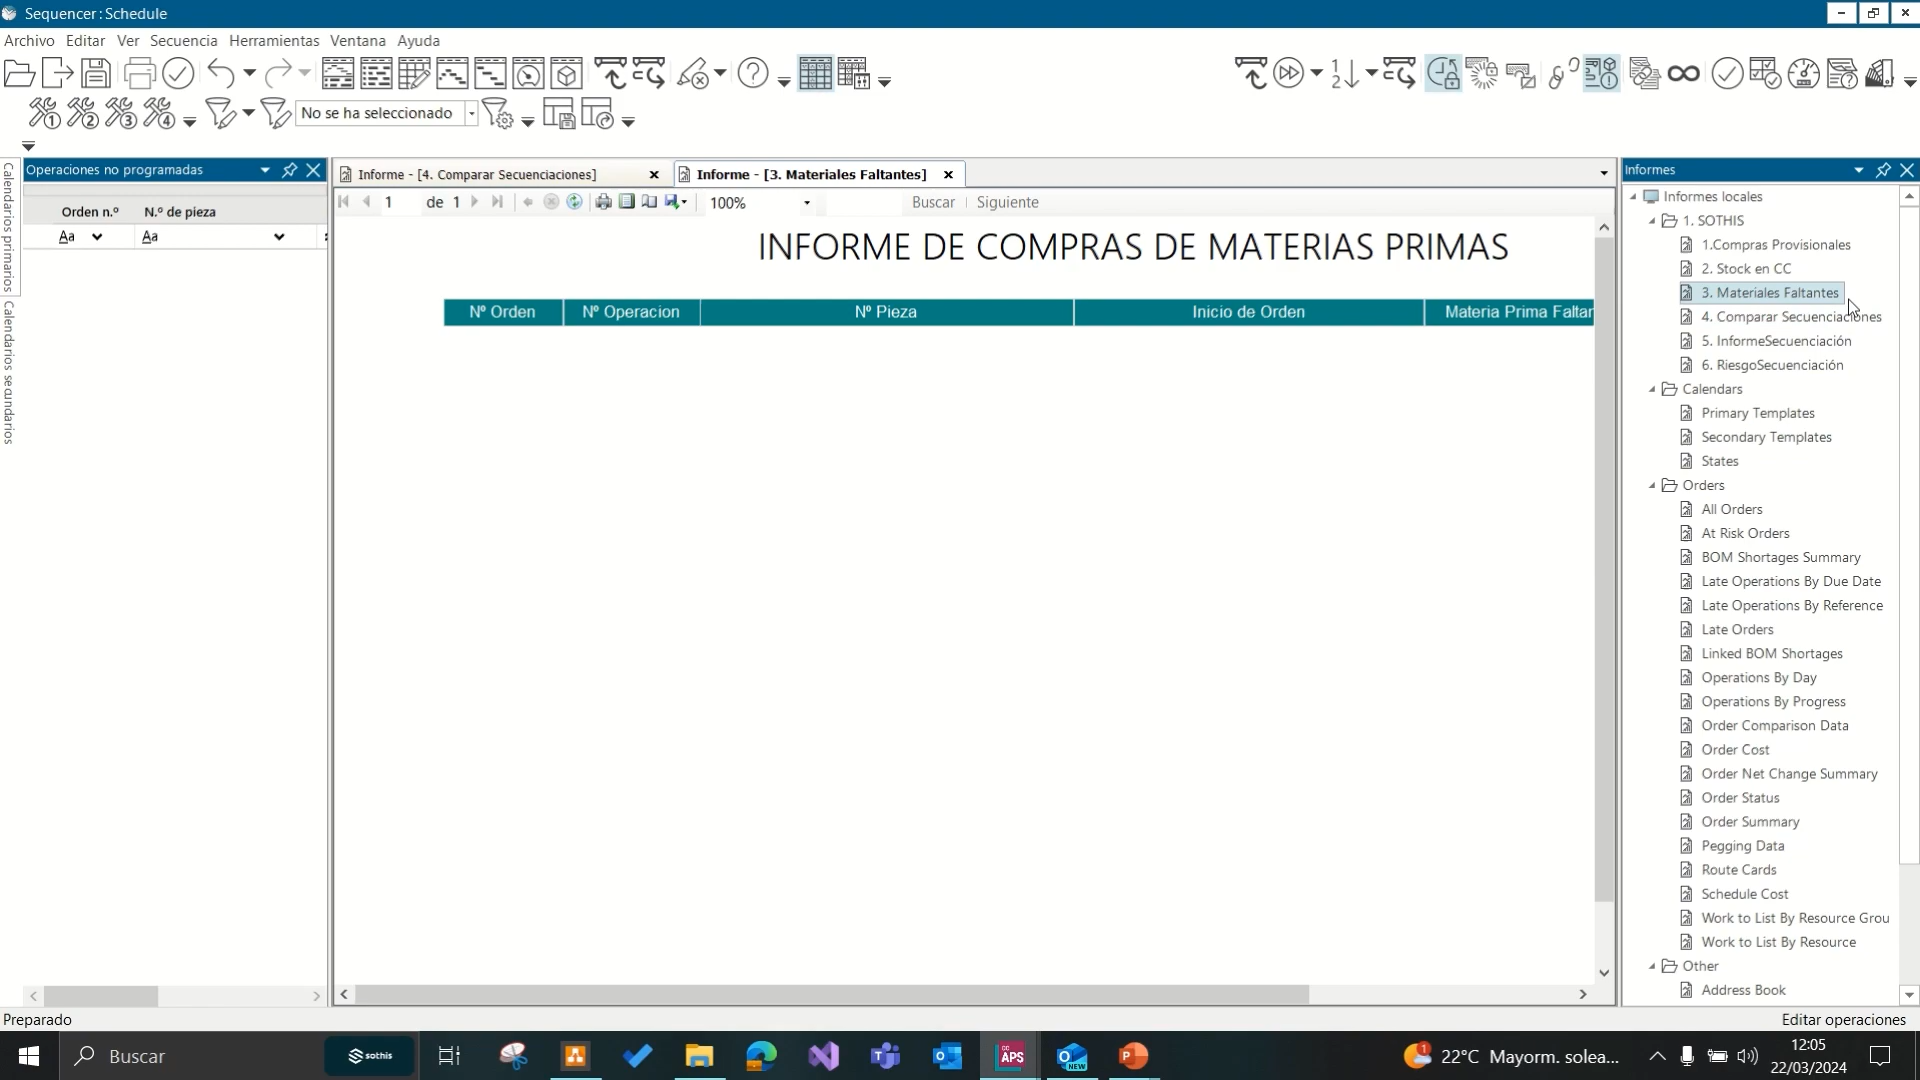 Sequencer : Schedule
Archivo Editar Ver Secuencia Herramientas Ventana Ayuda
No se ha seleccionado
Operaciones no programadas
Orden n.º N.º de pieza
Aa Aa
Calendarios primarios
Calendarios secundarios
Informe - [4. Comparar Secuenciaciones]
Informe - [3. Materiales Faltantes]
1 de 1 100% Buscar Siguiente
INFORME DE COMPRAS DE MATERIAS PRIMAS
Nº Orden Nº Operacion Nº Pieza Inicio de Orden Materia Prima Faltar
Informes
Informes locales
1. SOTHIS
1.Compras Provisionales
2. Stock en CC
3. Materiales Faltantes
4. Comparar Secuenciaciones
5. InformeSecuenciación
6. RiesgoSecuenciación
Calendars
Primary Templates
Secondary Templates
States
Orders
All Orders
At Risk Orders
BOM Shortages Summary
Late Operations By Due Date
Late Operations By Reference
Late Orders
Linked BOM Shortages
Operations By Day
Operations By Progress
Order Comparison Data
Order Cost
Order Net Change Summary
Order Status
Order Summary
Pegging Data
Route Cards
Schedule Cost
Work to List By Resource Grou
Work to List By Resource
Other
Address Book
Preparado
Editar operaciones
Buscar
sothis
APS
NEW
22°C Mayorm. solea...
12:05
22/03/2024